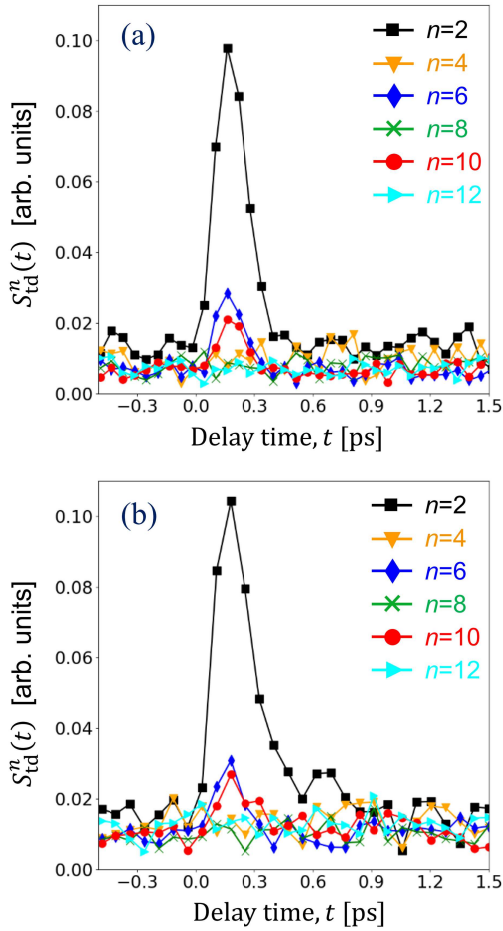 (a)
n=2
n=4
n=6
n=8
n=10
n=12
S_td^n(t) [arb. units]
0.10
0.08
0.06
0.04
0.02
0.00
−0.3 0.0 0.3 0.6 0.9 1.2 1.5
Delay time, t [ps]
(b)
n=2
n=4
n=6
n=8
n=10
n=12
S_td^n(t) [arb. units]
0.10
0.08
0.06
0.04
0.02
0.00
−0.3 0.0 0.3 0.6 0.9 1.2 1.5
Delay time, t [ps]